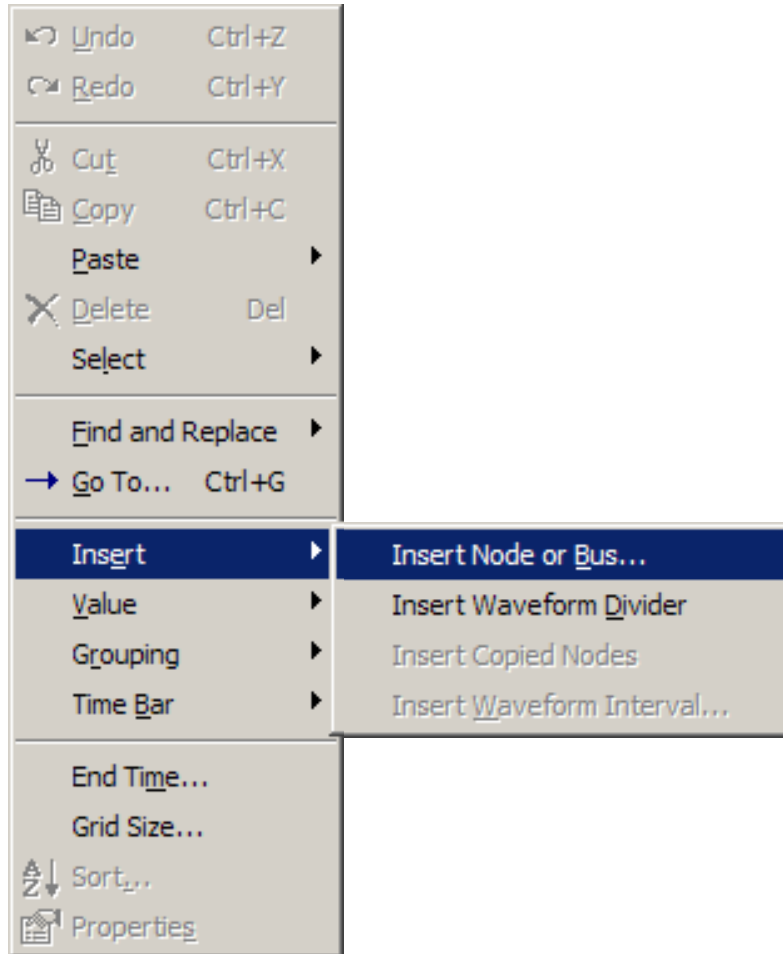 Undo Ctrl+Z
Redo Ctrl+Y
Cut Ctrl+X
Copy Ctrl+C
Paste
Delete Del
Select
Find and Replace
Go To... Ctrl+G
Insert
Value
Grouping
Time Bar
End Time...
Grid Size...
Sort...
Properties
Insert Node or Bus...
Insert Waveform Divider
Insert Copied Nodes
Insert Waveform Interval...